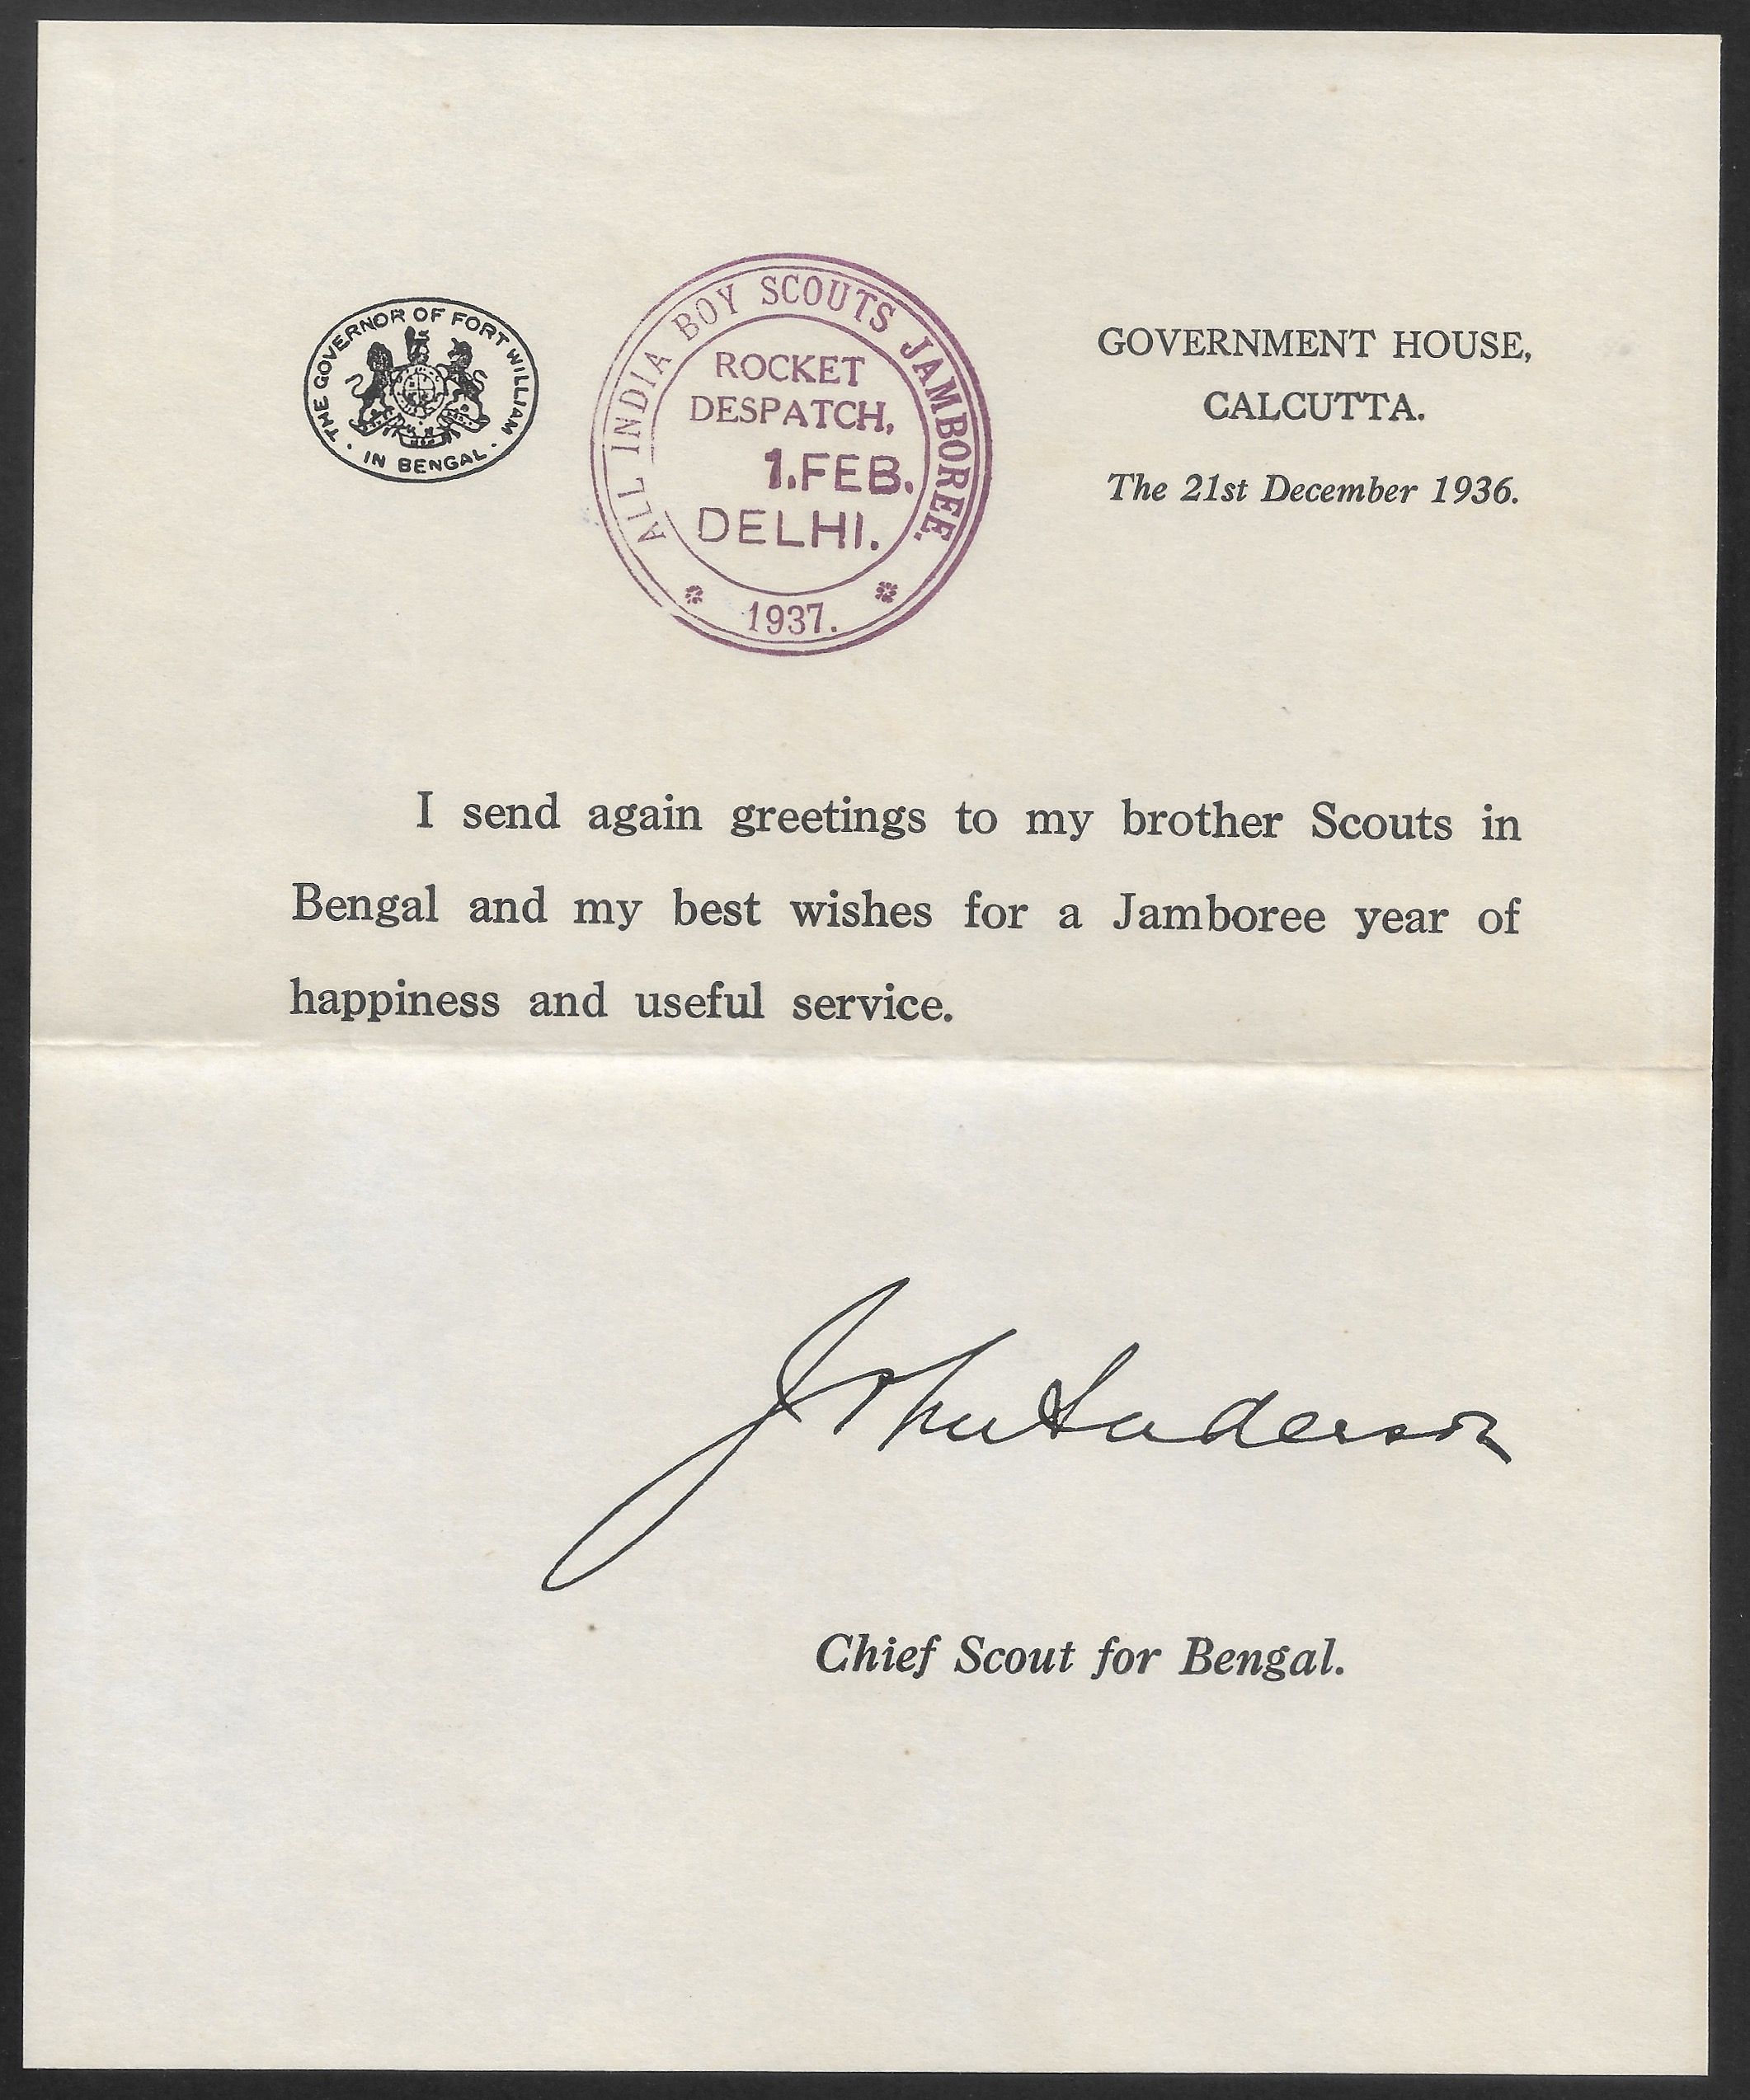 THE GOVERNOR OF FORT WILLIAM
· IN BENGAL ·
ALL INDIA BOY SCOUTS JAMBOREE.
ROCKET
DESPATCH,
1.FEB.
DELHI.
1937.
GOVERNMENT HOUSE,
CALCUTTA.
The 21st December 1936.
I send again greetings to my brother Scouts in
Bengal and my best wishes for a Jamboree year of
happiness and useful service.
John Anderson
Chief Scout for Bengal.